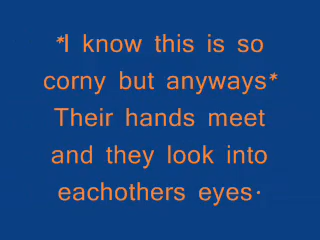 *I know this is so
corny but anyways*
Their hands meet
and they look into
eachothers eyes.